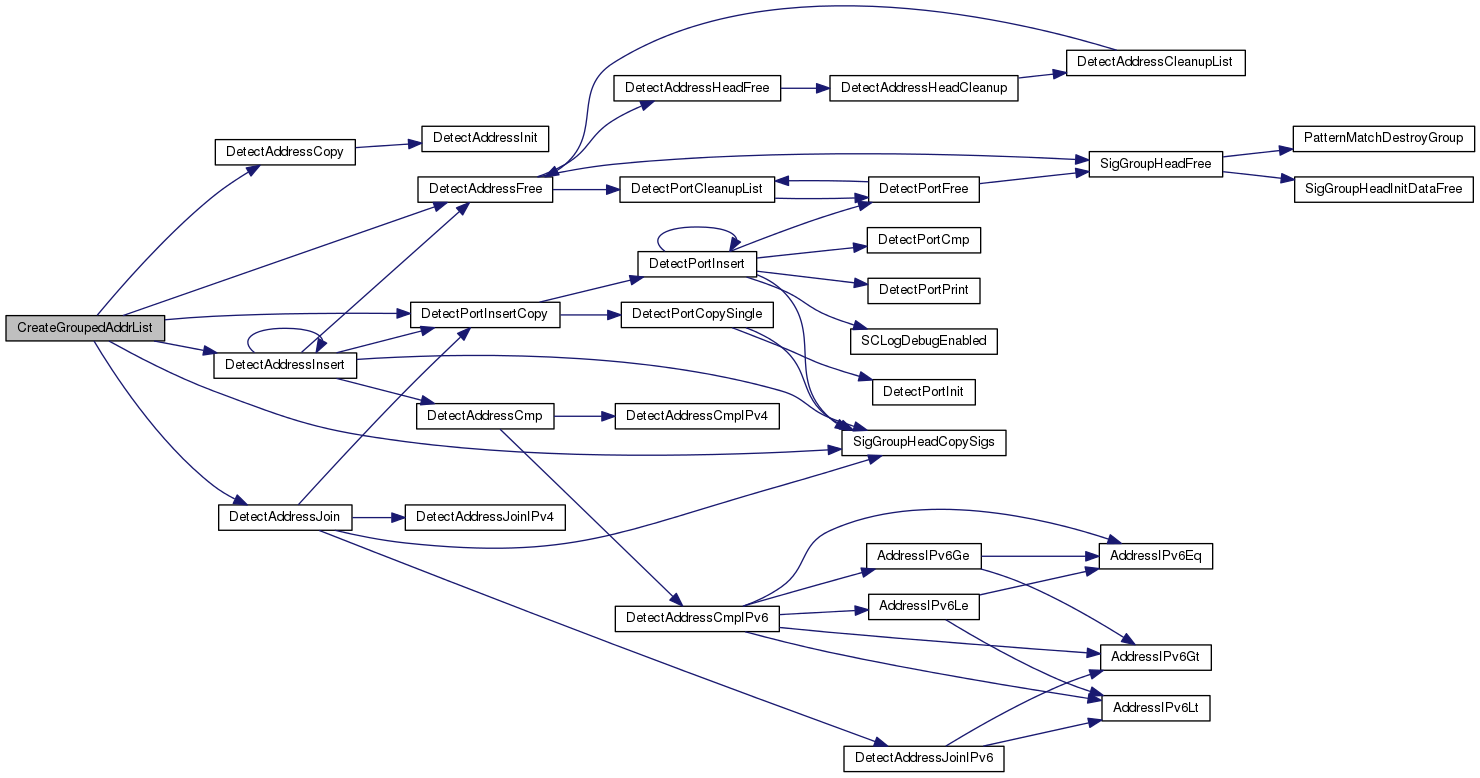 DetectAddressCleanupList
DetectAddressHeadFree
DetectAddressHeadCleanup
DetectAddressInit
PatternMatchDestroyGroup
DetectAddressCopy
SigGroupHeadFree
DetectAddressFree
DetectPortCleanupList
DetectPortFree
SigGroupHeadInitDataFree
DetectPortCmp
DetectPortInsert
DetectPortPrint
DetectPortInsertCopy
DetectPortCopySingle
CreateGroupedAddrList
SCLogDebugEnabled
DetectAddressInsert
DetectPortInit
DetectAddressCmp
DetectAddressCmpIPv4
SigGroupHeadCopySigs
DetectAddressJoin
DetectAddressJoinIPv4
AddressIPv6Ge
AddressIPv6Eq
AddressIPv6Le
DetectAddressCmpIPv6
AddressIPv6Gt
AddressIPv6Lt
DetectAddressJoinIPv6